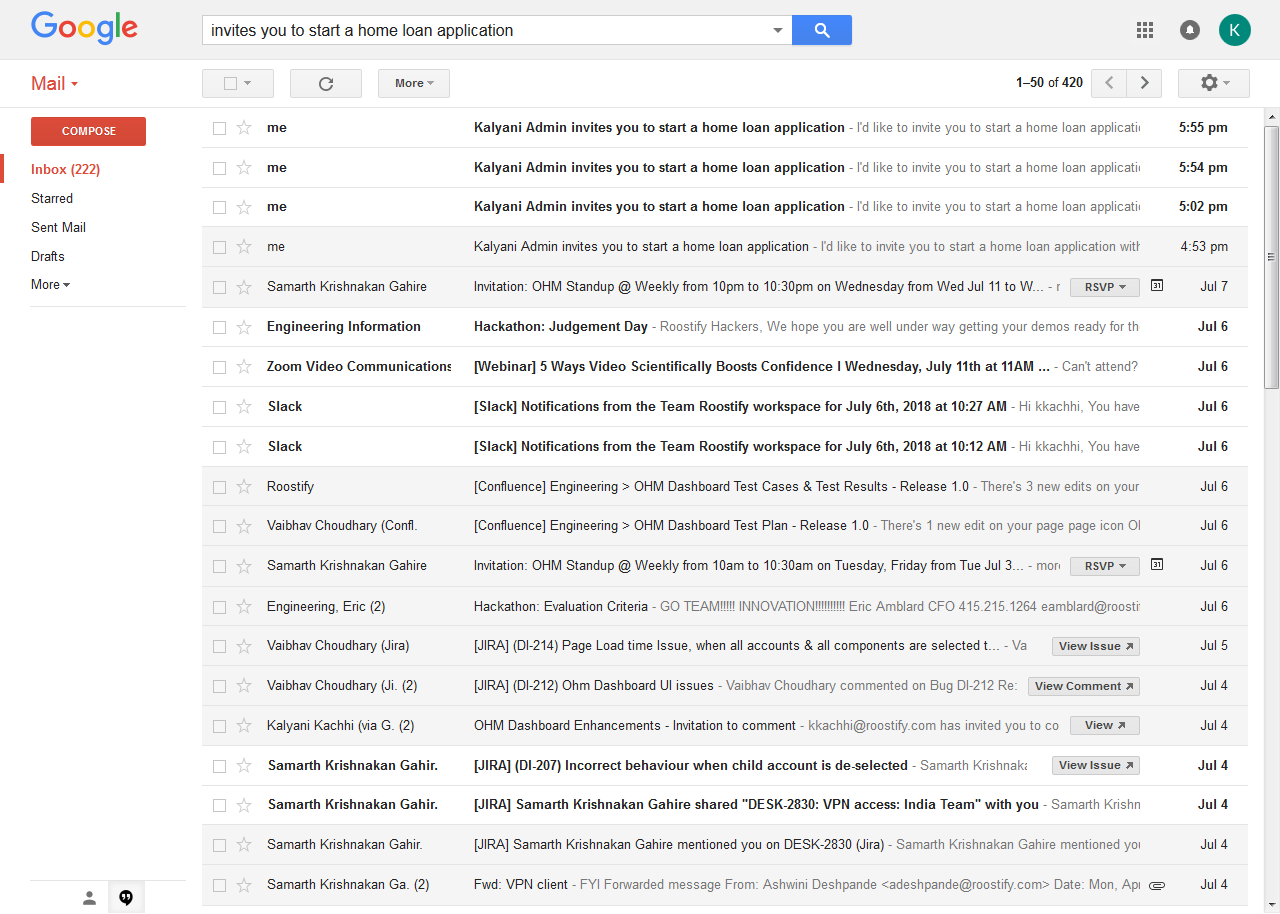 Google
invites you to start a home loan application
K
Mail
More
1–50 of 420
COMPOSE
Inbox (222)
Starred
Sent Mail
Drafts
More
me Kalyani Admin invites you to start a home loan application - I'd like to invite you to start a home loan applicatio 5:55 pm
me Kalyani Admin invites you to start a home loan application - I'd like to invite you to start a home loan applicatio 5:54 pm
me Kalyani Admin invites you to start a home loan application - I'd like to invite you to start a home loan applicatio 5:02 pm
me Kalyani Admin invites you to start a home loan application - I'd like to invite you to start a home loan application with 4:53 pm
Samarth Krishnakan Gahire Invitation: OHM Standup @ Weekly from 10pm to 10:30pm on Wednesday from Wed Jul 11 to W... - r RSVP 31 Jul 7
Engineering Information Hackathon: Judgement Day - Roostify Hackers, We hope you are well under way getting your demos ready for th Jul 6
Zoom Video Communications [Webinar] 5 Ways Video Scientifically Boosts Confidence I Wednesday, July 11th at 11AM ... - Can't attend? Jul 6
Slack [Slack] Notifications from the Team Roostify workspace for July 6th, 2018 at 10:27 AM - Hi kkachhi, You have Jul 6
Slack [Slack] Notifications from the Team Roostify workspace for July 6th, 2018 at 10:12 AM - Hi kkachhi, You have Jul 6
Roostify [Confluence] Engineering > OHM Dashboard Test Cases & Test Results - Release 1.0 - There's 3 new edits on your Jul 6
Vaibhav Choudhary (Confl. [Confluence] Engineering > OHM Dashboard Test Plan - Release 1.0 - There's 1 new edit on your page page icon Ol Jul 6
Samarth Krishnakan Gahire Invitation: OHM Standup @ Weekly from 10am to 10:30am on Tuesday, Friday from Tue Jul 3... - more RSVP 31 Jul 6
Engineering, Eric (2) Hackathon: Evaluation Criteria - GO TEAM!!!!! INNOVATION!!!!!!!!!! Eric Amblard CFO 415.215.1264 eamblard@roosti Jul 6
Vaibhav Choudhary (Jira) [JIRA] (DI-214) Page Load time Issue, when all accounts & all components are selected t... - Va View Issue Jul 5
Vaibhav Choudhary (Ji. (2) [JIRA] (DI-212) Ohm Dashboard UI issues - Vaibhav Choudhary commented on Bug DI-212 Re: View Comment Jul 4
Kalyani Kachhi (via G. (2) OHM Dashboard Enhancements - Invitation to comment - kkachhi@roostify.com has invited you to co View Jul 4
Samarth Krishnakan Gahir. [JIRA] (DI-207) Incorrect behaviour when child account is de-selected - Samarth Krishnaka View Issue Jul 4
Samarth Krishnakan Gahir. [JIRA] Samarth Krishnakan Gahire shared "DESK-2830: VPN access: India Team" with you - Samarth Krishn Jul 4
Samarth Krishnakan Gahir. [JIRA] Samarth Krishnakan Gahire mentioned you on DESK-2830 (Jira) - Samarth Krishnakan Gahire mentioned you Jul 4
Samarth Krishnakan Ga. (2) Fwd: VPN client - FYI Forwarded message From: Ashwini Deshpande <adeshpande@roostify.com> Date: Mon, Apr Jul 4